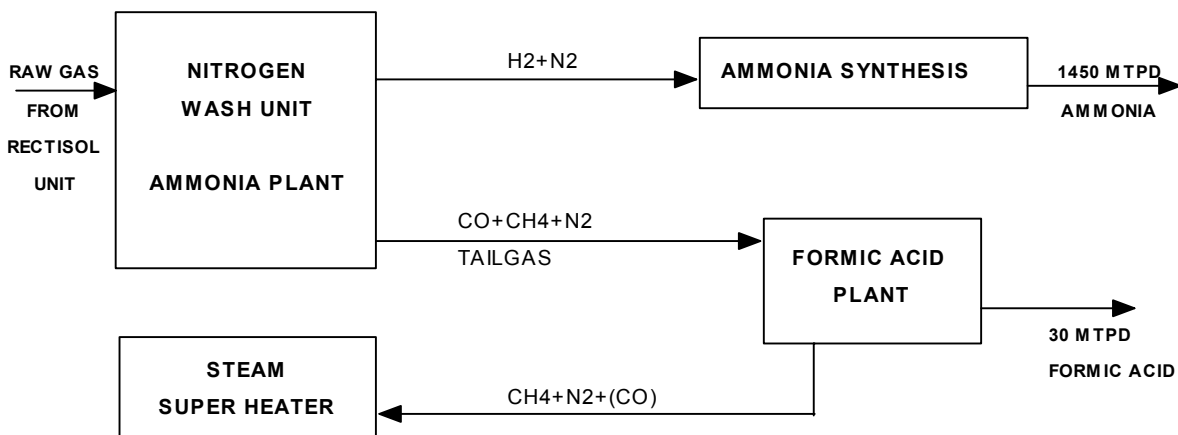 RAW GAS
FROM
RECTISOL
UNIT
NITROGEN
WASH UNIT
AMMONIA PLANT
H2+N2
AMMONIA SYNTHESIS
1450 MTPD
AMMONIA
CO+CH4+N2
TAILGAS
FORMIC ACID
PLANT
30 MTPD
FORMIC ACID
STEAM
SUPER HEATER
CH4+N2+(CO)